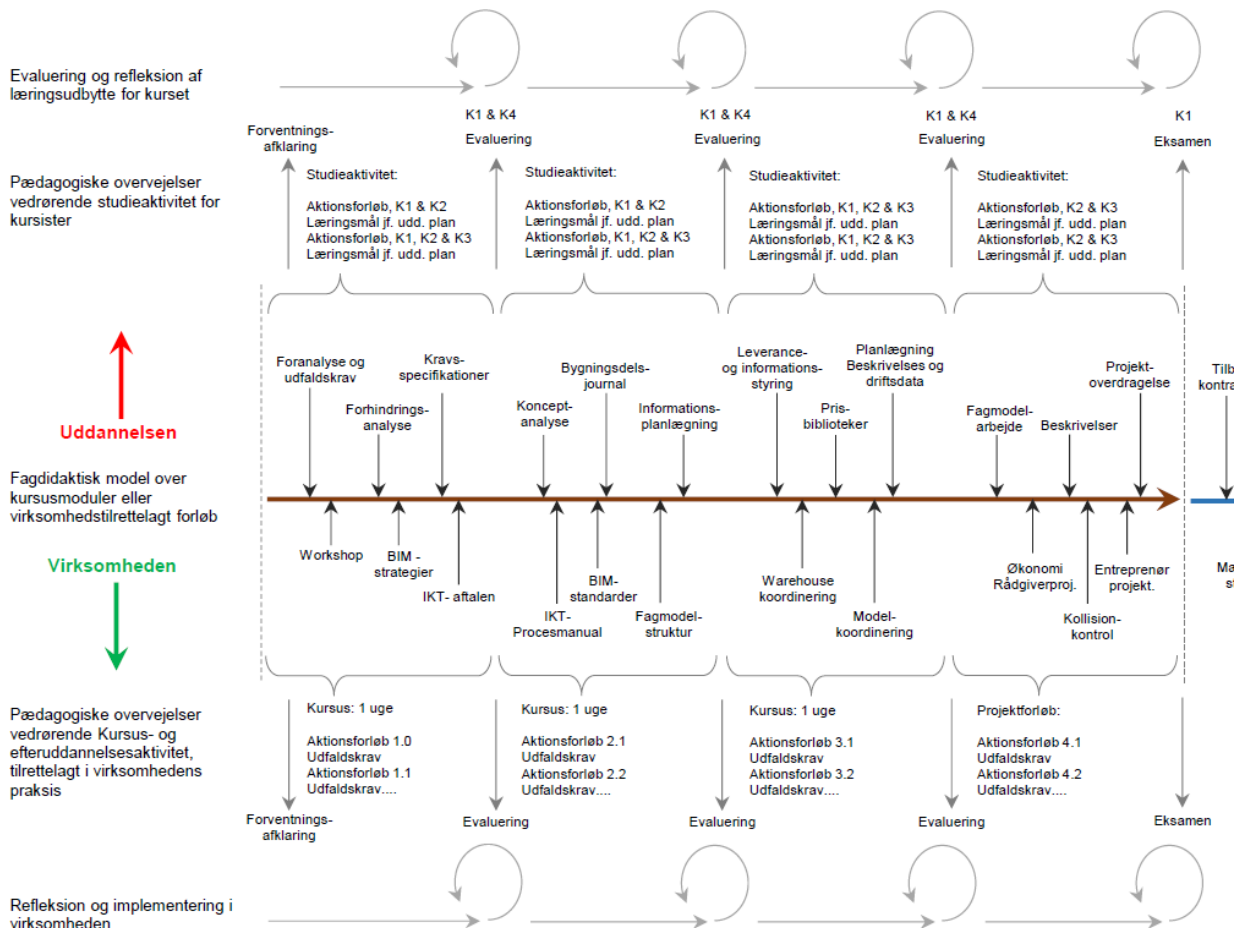 Evaluering og refleksion af
læringsudbytte for kurset
K1 & K4
Evaluering
K1 & K4
Evaluering
K1 & K4
Evaluering
K1
Eksamen
Forventnings-
afklaring
Pædagogiske overvejelser
vedrørende studieaktivitet for
kursister
Studieaktivitet:
Aktionsforløb, K1 & K2
Læringsmål jf. udd. plan
Aktionsforløb, K1, K2 & K3
Læringsmål jf. udd. plan
Studieaktivitet:
Aktionsforløb, K1 & K2
Læringsmål jf. udd. plan
Aktionsforløb, K1, K2 & K3
Læringsmål jf. udd. plan
Studieaktivitet:
Aktionsforløb, K1, K2 & K3
Læringsmål jf. udd. plan
Aktionsforløb, K1, K2 & K3
Læringsmål jf. udd. plan
Studieaktivitet:
Aktionsforløb, K2 & K3
Læringsmål jf. udd. plan
Aktionsforløb, K2 & K3
Læringsmål jf. udd. plan
Uddannelsen
Foranalyse og
udfaldskrav
Forhindrings-
analyse
Kravs-
specifikationer
Koncept-
analyse
Bygningsdels-
journal
Informations-
planlægning
Leverance-
og informations-
styring
Pris-
biblioteker
Planlægning
Beskrivelses og
driftsdata
Fagmodel-
arbejde
Beskrivelser
Projekt-
overdragelse
Tilb
kontra
Fagdidaktisk model over
kursusmoduler eller
virksomhedstilrettelagt forløb
Virksomheden
Workshop
BIM -
strategier
IKT- aftalen
IKT-
Procesmanual
BIM-
standarder
Fagmodel-
struktur
Warehouse
koordinering
Model-
koordinering
Økonomi
Rådgiverproj.
Kollision-
kontrol
Entreprenør
projekt.
Mæ
st
Pædagogiske overvejelser
vedrørende Kursus- og
efteruddannelsesaktivitet,
tilrettelagt i virksomhedens
praksis
Kursus: 1 uge
Aktionsforløb 1.0
Udfaldskrav
Aktionsforløb 1.1
Udfaldskrav....
Kursus: 1 uge
Aktionsforløb 2.1
Udfaldskrav
Aktionsforløb 2.2
Udfaldskrav....
Kursus: 1 uge
Aktionsforløb 3.1
Udfaldskrav
Aktionsforløb 3.2
Udfaldskrav....
Projektforløb:
Aktionsforløb 4.1
Udfaldskrav
Aktionsforløb 4.2
Udfaldskrav....
Forventnings-
afklaring
Evaluering
Evaluering
Evaluering
Eksamen
Refleksion og implementering i
virksomheden